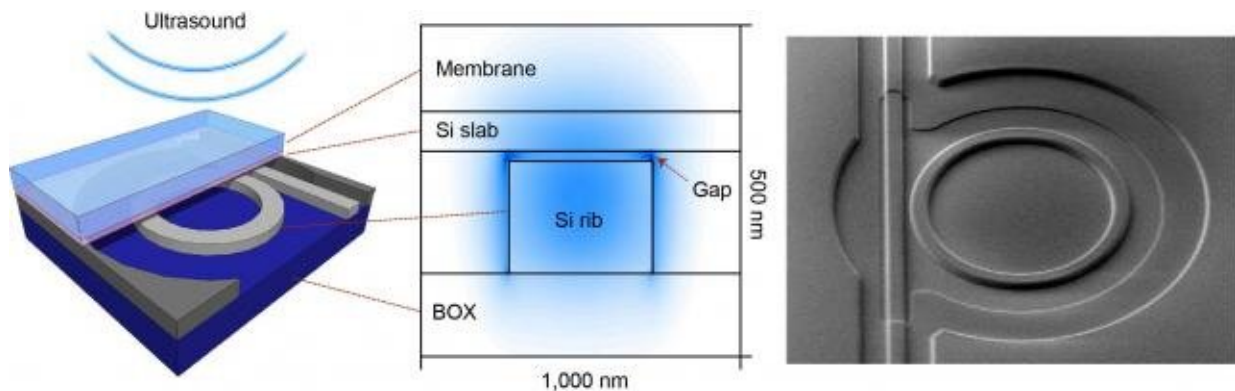 Ultrasound
Membrane
Si slab
Gap
Si rib
BOX
500 nm
1,000 nm